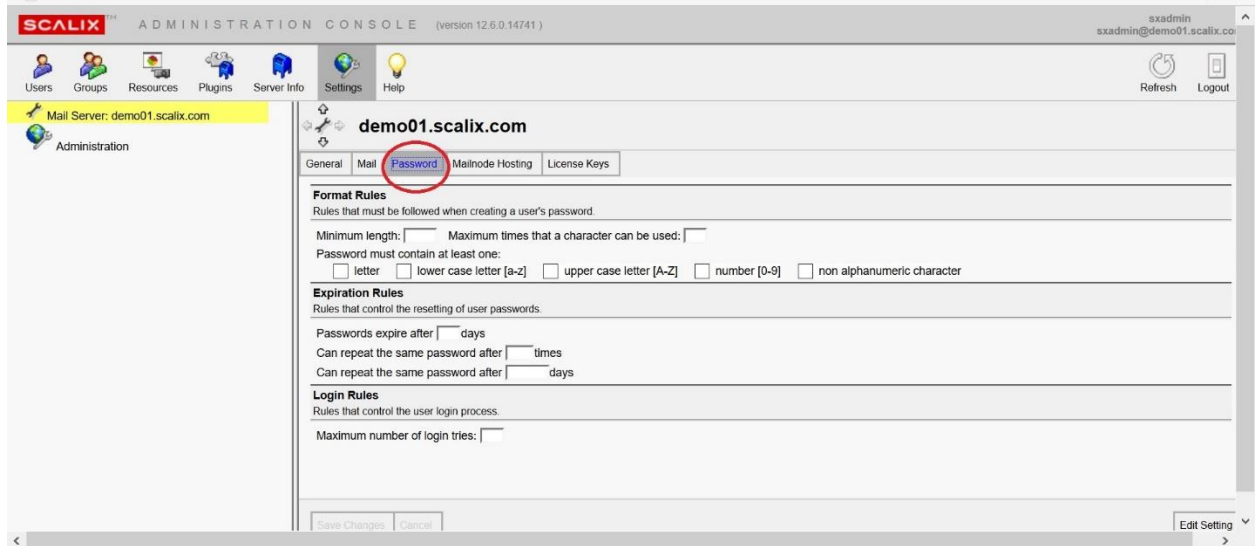 SCALIX TM ADMINISTRATION CONSOLE (version 12.6.0.14741 )
sxadmin
sxadmin@demo01.scalix.co
Users Groups Resources Plugins Server Info Settings Help Refresh Logout
Mail Server: demo01.scalix.com
Administration
demo01.scalix.com
General Mail Password Mailnode Hosting License Keys
Format Rules
Rules that must be followed when creating a user's password.
Minimum length: Maximum times that a character can be used:
Password must contain at least one:
letter lower case letter [a-z] upper case letter [A-Z] number [0-9] non alphanumeric character
Expiration Rules
Rules that control the resetting of user passwords.
Passwords expire after days
Can repeat the same password after times
Can repeat the same password after days
Login Rules
Rules that control the user login process.
Maximum number of login tries:
Save Changes Cancel Edit Setting